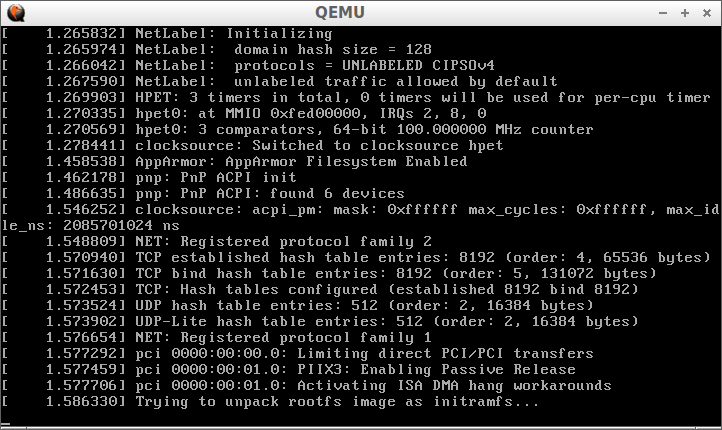 QEMU
[    1.265832] NetLabel: Initializing
[    1.265974] NetLabel:  domain hash size = 128
[    1.266042] NetLabel:  protocols = UNLABELED CIPSOv4
[    1.267590] NetLabel:  unlabeled traffic allowed by default
[    1.269903] HPET: 3 timers in total, 0 timers will be used for per-cpu timer
[    1.270335] hpet0: at MMIO 0xfed00000, IRQs 2, 8, 0
[    1.270569] hpet0: 3 comparators, 64-bit 100.000000 MHz counter
[    1.278441] clocksource: Switched to clocksource hpet
[    1.458538] AppArmor: AppArmor Filesystem Enabled
[    1.462178] pnp: PnP ACPI init
[    1.486635] pnp: PnP ACPI: found 6 devices
[    1.546252] clocksource: acpi_pm: mask: 0xffffff max_cycles: 0xffffff, max_id
le_ns: 2085701024 ns
[    1.548809] NET: Registered protocol family 2
[    1.570940] TCP established hash table entries: 8192 (order: 4, 65536 bytes)
[    1.571630] TCP bind hash table entries: 8192 (order: 5, 131072 bytes)
[    1.572453] TCP: Hash tables configured (established 8192 bind 8192)
[    1.573524] UDP hash table entries: 512 (order: 2, 16384 bytes)
[    1.573902] UDP-Lite hash table entries: 512 (order: 2, 16384 bytes)
[    1.576654] NET: Registered protocol family 1
[    1.577292] pci 0000:00:00.0: Limiting direct PCI/PCI transfers
[    1.577459] pci 0000:00:01.0: PIIX3: Enabling Passive Release
[    1.577706] pci 0000:00:01.0: Activating ISA DMA hang workarounds
[    1.586330] Trying to unpack rootfs image as initramfs...